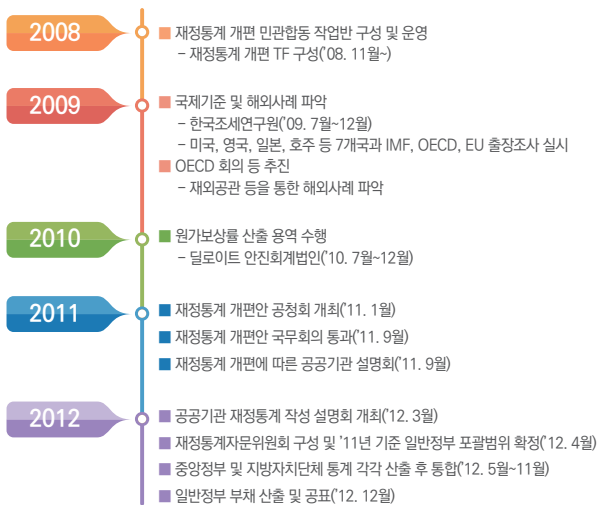 2008
■ 재정통계 개편 민관합동 작업반 구성 및 운영
– 재정통계 개편 TF 구성('08. 11월~)
2009
■ 국제기준 및 해외사례 파악
– 한국조세연구원('09. 7월~12월)
– 미국, 영국, 일본, 호주 등 7개국과 IMF, OECD, EU 출장조사 실시
■ OECD 회의 등 추진
– 재외공관 등을 통한 해외사례 파악
2010
■ 원가보상률 산출 용역 수행
– 딜로이트 안진회계법인('10. 7월~12월)
2011
■ 재정통계 개편안 공청회 개최('11. 1월)
■ 재정통계 개편안 국무회의 통과('11. 9월)
■ 재정통계 개편에 따른 공공기관 설명회('11. 9월)
2012
■ 공공기관 재정통계 작성 설명회 개최('12. 3월)
■ 재정통계자문위원회 구성 및 '11년 기준 일반정부 포괄범위 확정('12. 4월)
■ 중앙정부 및 지방자치단체 통계 각각 산출 후 통합('12. 5월~11월)
■ 일반정부 부채 산출 및 공표('12. 12월)